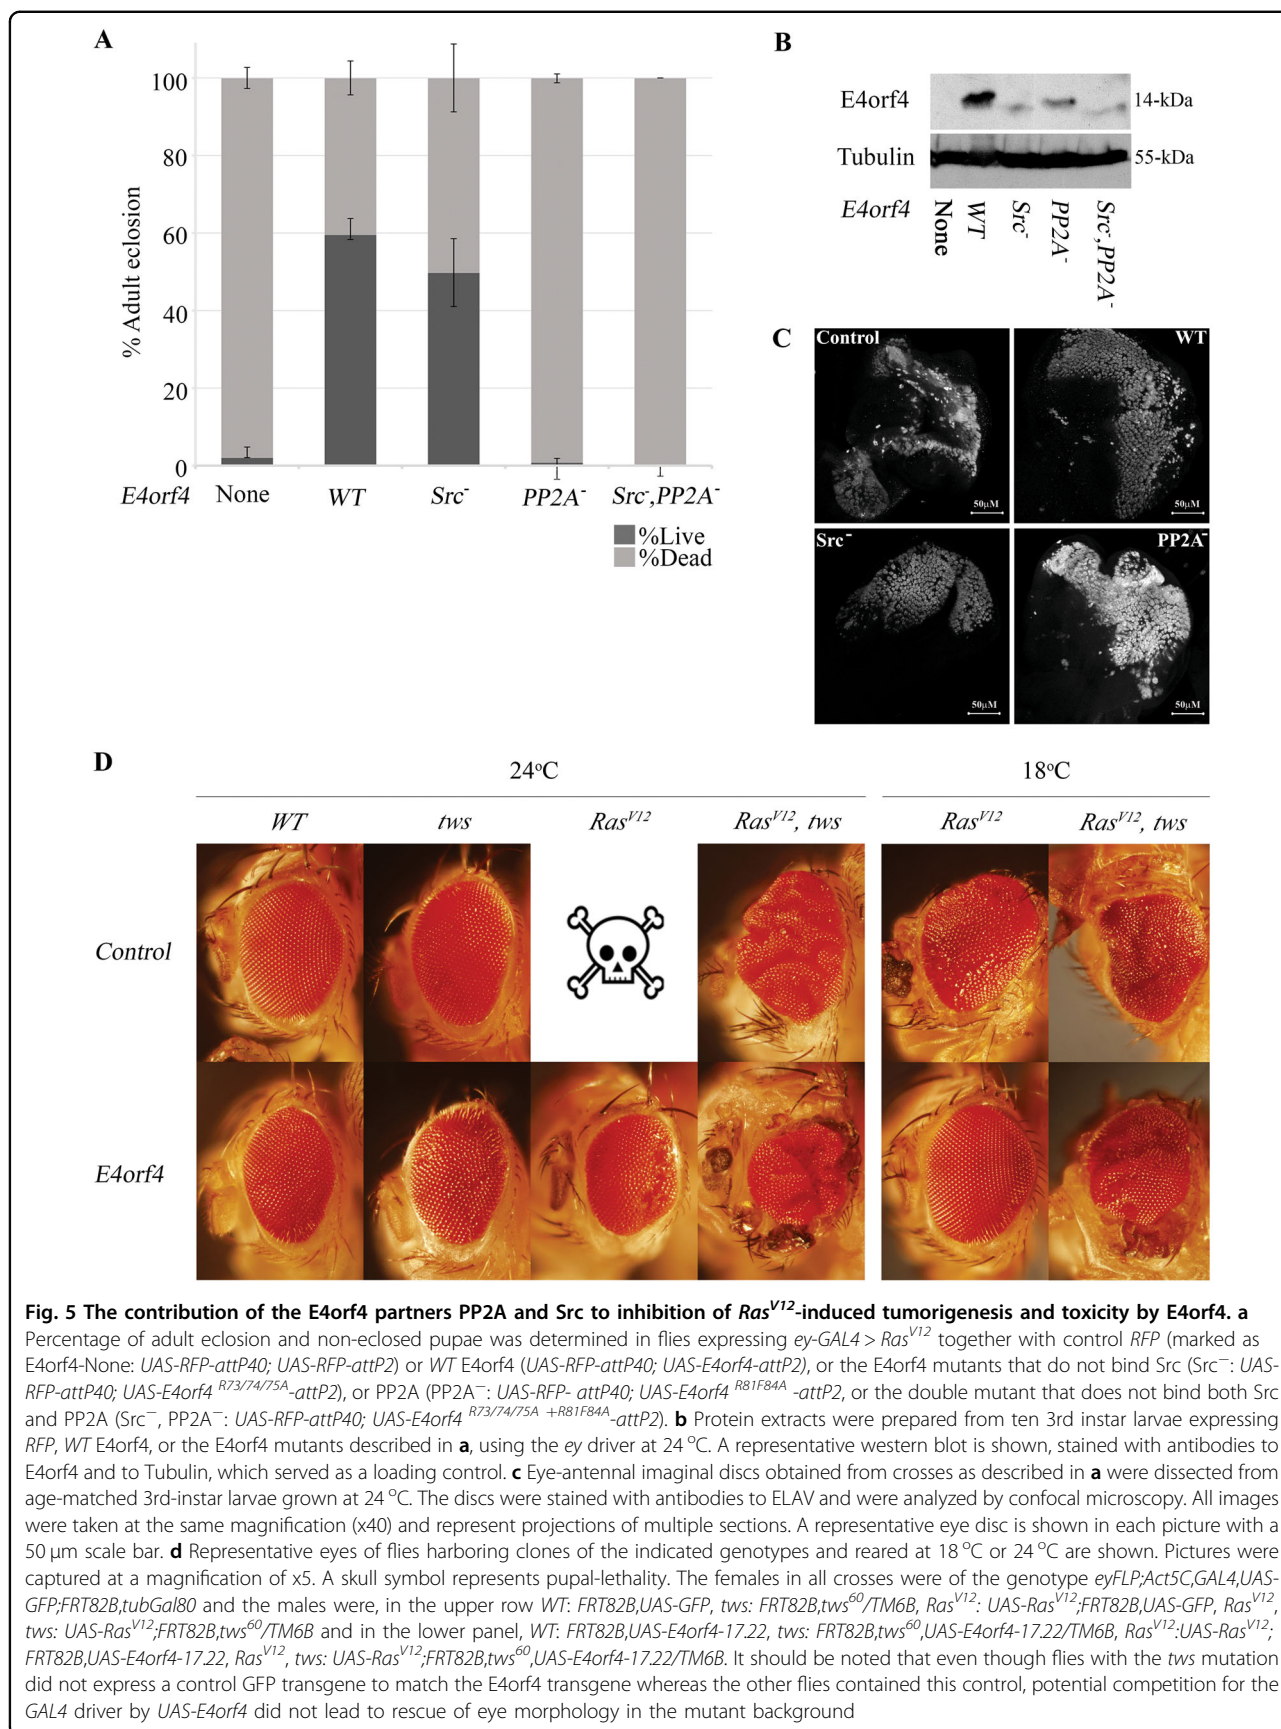 A
100
80
60
40
20
0
% Adult eclosion
E4orf4 None WT Src- PP2A- Src-,PP2A-
%Live
%Dead
B
E4orf4 14-kDa
Tubulin 55-kDa
E4orf4 None WT Src- PP2A- Src-,PP2A-
C
Control WT
50µM 50µM
Src- PP2A-
50µM 50µM
D
24°C 18°C
WT tws RasV12 RasV12, tws RasV12 RasV12, tws
Control
E4orf4
Fig. 5 The contribution of the E4orf4 partners PP2A and Src to inhibition of RasV12-induced tumorigenesis and toxicity by E4orf4. a
Percentage of adult eclosion and non-eclosed pupae was determined in flies expressing ey-GAL4 > RasV12 together with control RFP (marked as
E4orf4-None: UAS-RFP-attP40; UAS-RFP-attP2) or WT E4orf4 (UAS-RFP-attP40; UAS-E4orf4-attP2), or the E4orf4 mutants that do not bind Src (Src−: UAS-
RFP-attP40; UAS-E4orf4 R73/74/75A-attP2), or PP2A (PP2A−: UAS-RFP- attP40; UAS-E4orf4 R81F84A -attP2, or the double mutant that does not bind both Src
and PP2A (Src−, PP2A−: UAS-RFP-attP40; UAS-E4orf4 R73/74/75A +R81F84A-attP2). b Protein extracts were prepared from ten 3rd instar larvae expressing
RFP, WT E4orf4, or the E4orf4 mutants described in a, using the ey driver at 24 °C. A representative western blot is shown, stained with antibodies to
E4orf4 and to Tubulin, which served as a loading control. c Eye-antennal imaginal discs obtained from crosses as described in a were dissected from
age-matched 3rd-instar larvae grown at 24 °C. The discs were stained with antibodies to ELAV and were analyzed by confocal microscopy. All images
were taken at the same magnification (x40) and represent projections of multiple sections. A representative eye disc is shown in each picture with a
50 µm scale bar. d Representative eyes of flies harboring clones of the indicated genotypes and reared at 18 °C or 24 °C are shown. Pictures were
captured at a magnification of x5. A skull symbol represents pupal-lethality. The females in all crosses were of the genotype eyFLP;Act5C,GAL4,UAS-
GFP;FRT82B,tubGal80 and the males were, in the upper row WT: FRT82B,UAS-GFP, tws: FRT82B,tws60/TM6B, RasV12: UAS-RasV12;FRT82B,UAS-GFP, RasV12,
tws: UAS-RasV12;FRT82B,tws60/TM6B and in the lower panel, WT: FRT82B,UAS-E4orf4-17.22, tws: FRT82B,tws60,UAS-E4orf4-17.22/TM6B, RasV12:UAS-RasV12;
FRT82B,UAS-E4orf4-17.22, RasV12, tws: UAS-RasV12;FRT82B,tws60,UAS-E4orf4-17.22/TM6B. It should be noted that even though flies with the tws mutation
did not express a control GFP transgene to match the E4orf4 transgene whereas the other flies contained this control, potential competition for the
GAL4 driver by UAS-E4orf4 did not lead to rescue of eye morphology in the mutant background